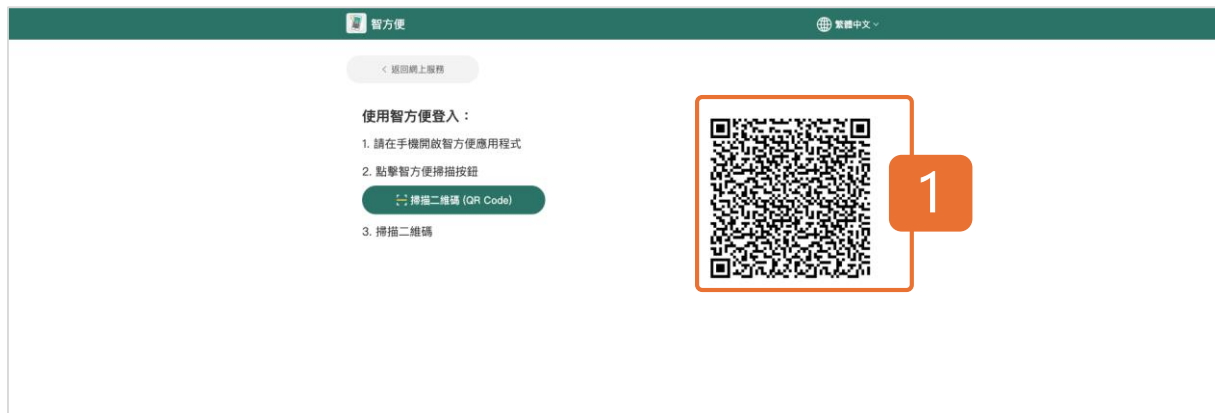 智方便
繁體中文
< 返回網上服務
使用智方便登入：
1. 請在手機開啟智方便應用程式
2. 點擊智方便掃描按鈕
掃描二維碼 (QR Code)
3. 掃描二維碼
1